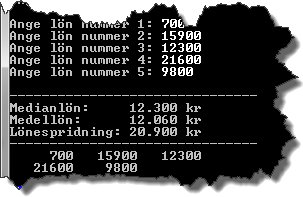 Ange lön nummer 1: 700
Ange lön nummer 2: 15900
Ange lön nummer 3: 12300
Ange lön nummer 4: 21600
Ange lön nummer 5: 9800
-------------------------------
Medianlön: 12.300 kr
Medellön: 12.060 kr
Lönespridning: 20.900 kr
-------------------------------
700 15900 12300
21600 9800